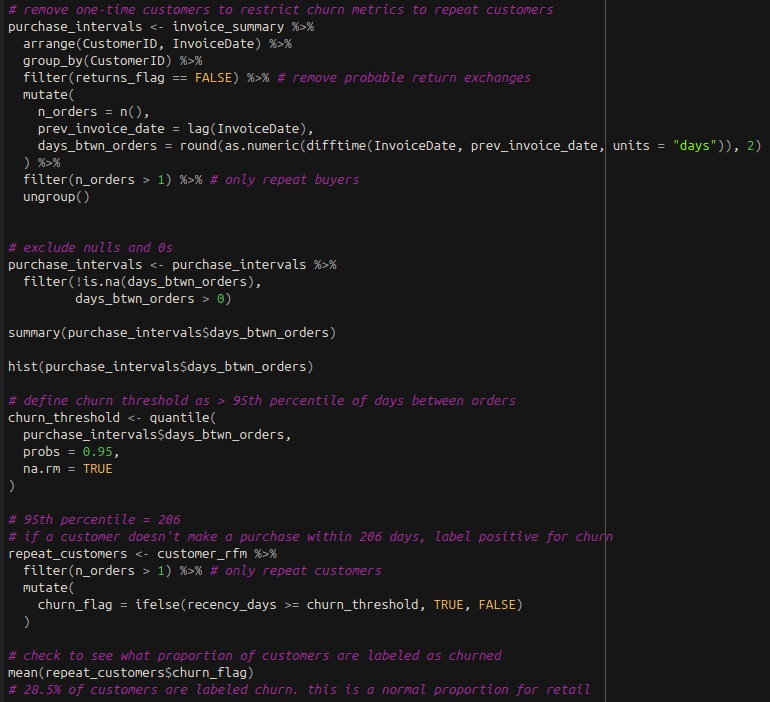 # remove one-time customers to restrict churn metrics to repeat customers
purchase_intervals <- invoice_summary %>%
  arrange(CustomerID, InvoiceDate) %>%
  group_by(CustomerID) %>%
  filter(returns_flag == FALSE) %>% # remove probable return exchanges
  mutate(
    n_orders = n(),
    prev_invoice_date = lag(InvoiceDate),
    days_btwn_orders = round(as.numeric(difftime(InvoiceDate, prev_invoice_date, units = "days")), 2)
  ) %>%
  filter(n_orders > 1) %>% # only repeat buyers
  ungroup()
# exclude nulls and 0s
purchase_intervals <- purchase_intervals %>%
  filter(!is.na(days_btwn_orders),
         days_btwn_orders > 0)
summary(purchase_intervals$days_btwn_orders)
hist(purchase_intervals$days_btwn_orders)
# define churn threshold as > 95th percentile of days between orders
churn_threshold <- quantile(
  purchase_intervals$days_btwn_orders,
  probs = 0.95,
  na.rm = TRUE
)
# 95th percentile = 206
# if a customer doesn't make a purchase within 206 days, label positive for churn
repeat_customers <- customer_rfm %>%
  filter(n_orders > 1) %>% # only repeat customers
  mutate(
    churn_flag = ifelse(recency_days >= churn_threshold, TRUE, FALSE)
  )
# check to see what proportion of customers are labeled as churned
mean(repeat_customers$churn_flag)
# 28.5% of customers are labeled churn. this is a normal proportion for retail